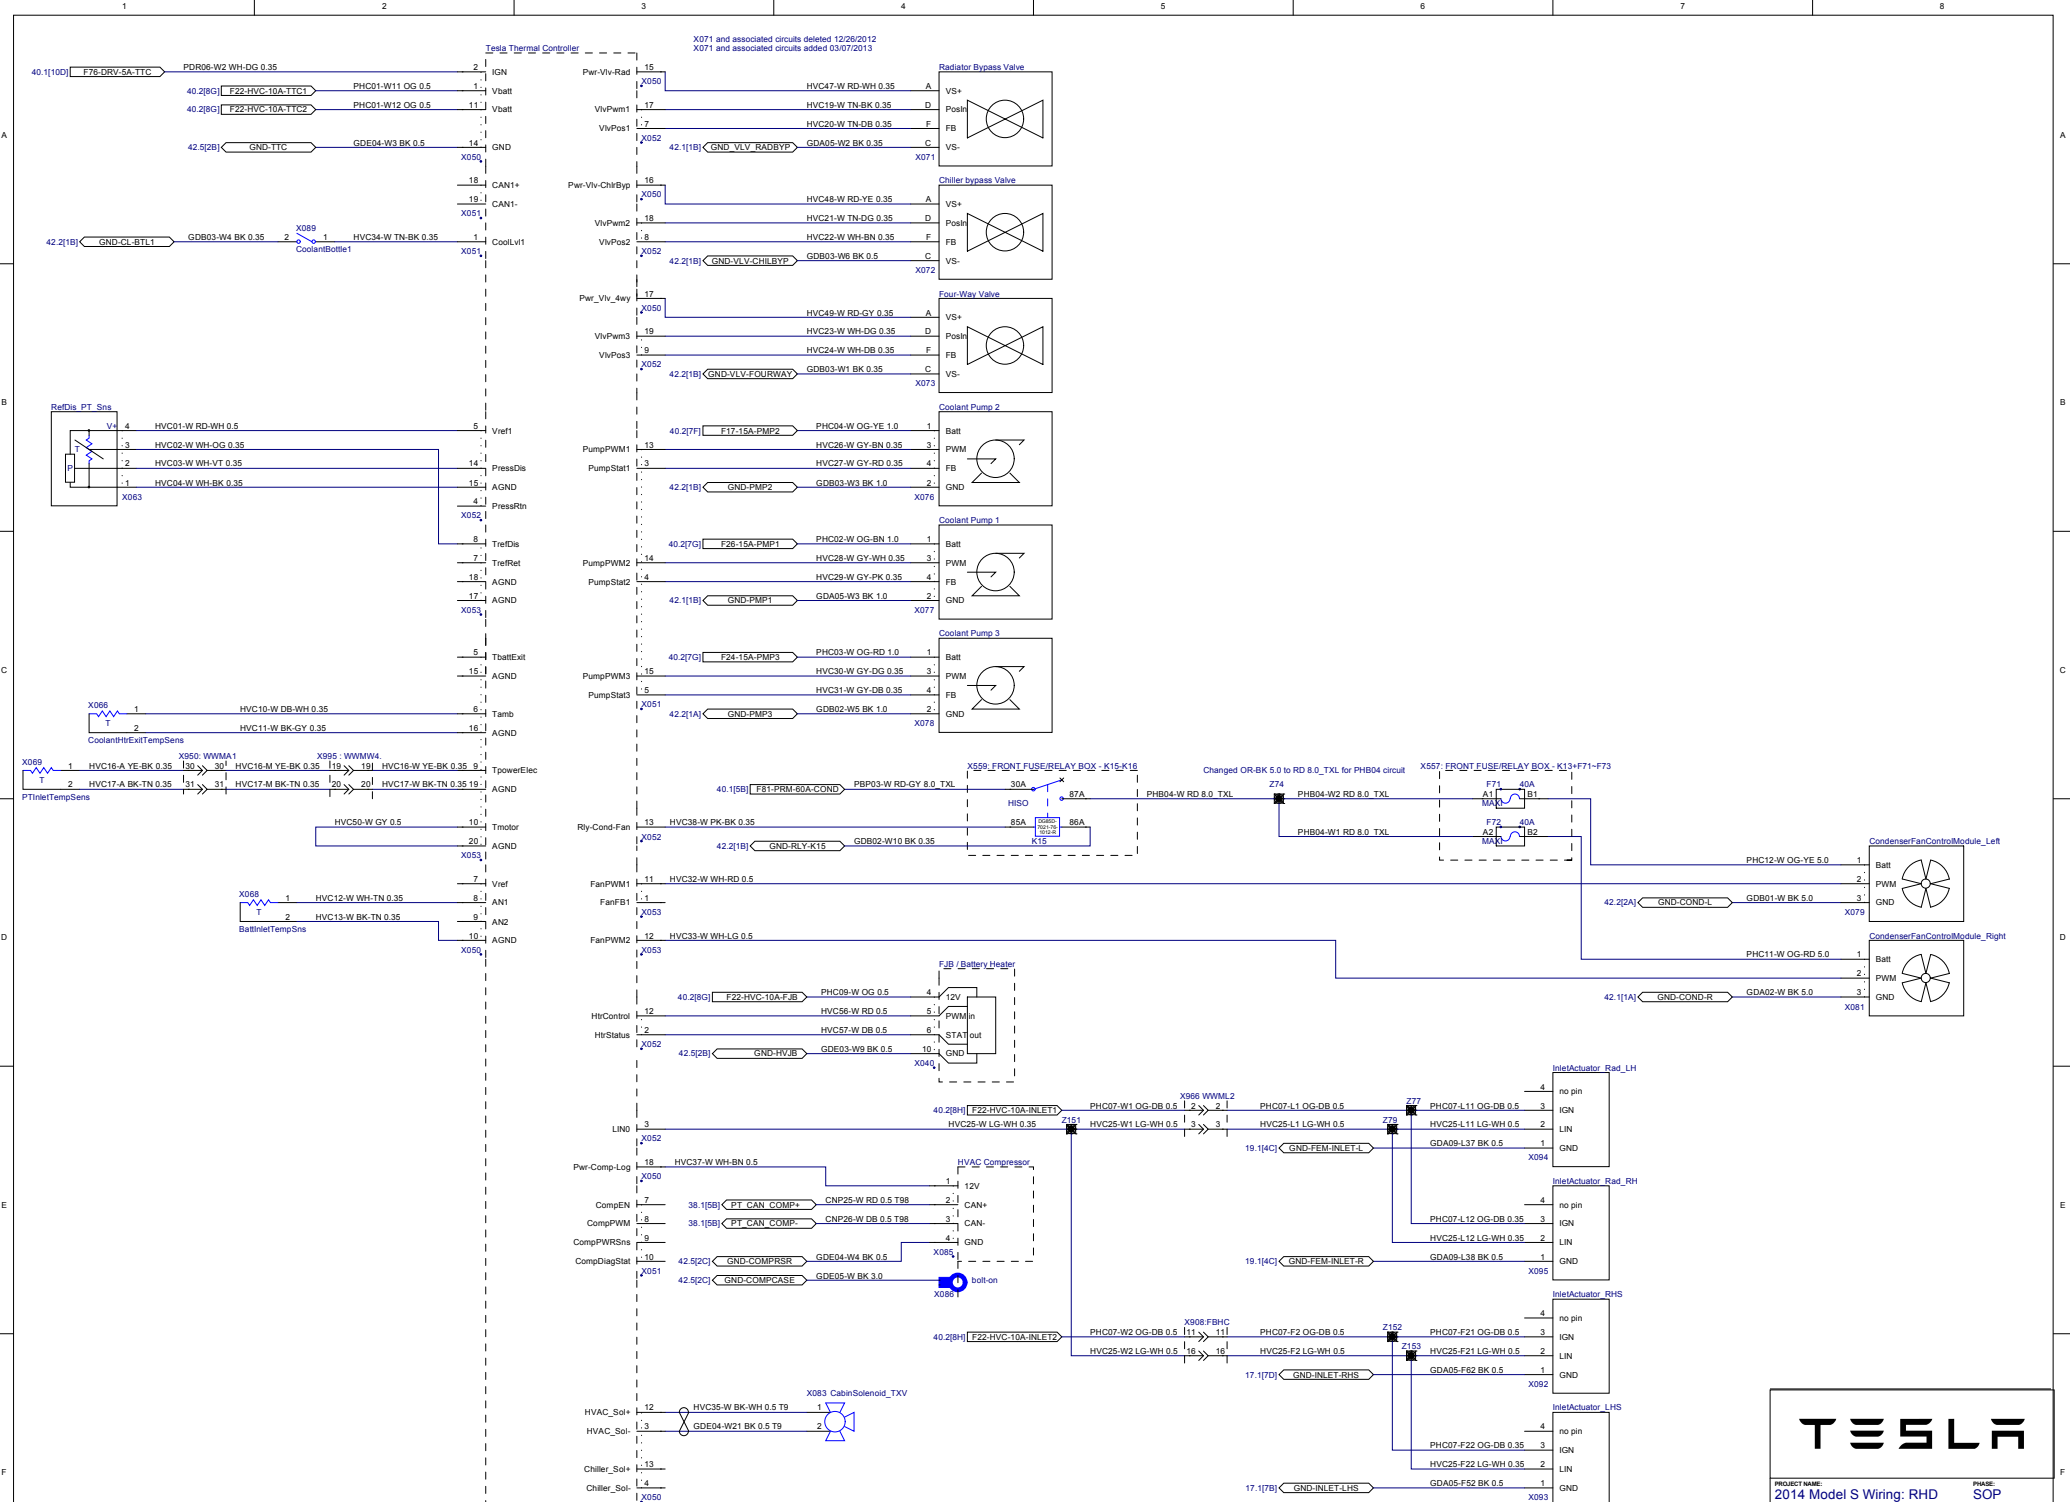 1 2 3 4 5 6 7 8
X071 and associated circuits deleted 12/26/2012
X071 and associated circuits added 03/07/2013
Tesla Thermal Controller
40.1[10D] F76-DRV-5A-TTC PDR06-W2 WH-DG 0.35 2 IGN
40.2[8G] F22-HVC-10A-TTC1 PHC01-W11 OG 0.5 1 Vbatt
40.2[8G] F22-HVC-10A-TTC2 PHC01-W12 OG 0.5 11 Vbatt
42.5[2B] GND-TTC GDE04-W3 BK 0.5 14 GND
X050
18 CAN1+
19 CAN1-
X051
42.2[1B] GND-CL-BTL1 GDB03-W4 BK 0.35 2 X089 1 HVC34-W TN-BK 0.35 1 CoolLvl1
CoolantBottle1
X051
Pwr-Vlv-Rad 15
X050
VlvPwm1 17
VlvPos1 7
X052
Radiator Bypass Valve
HVC47-W RD-WH 0.35 A VS+
HVC19-W TN-BK 0.35 D PosIn
HVC20-W TN-DB 0.35 F FB
42.1[1B] GND_VLV_RADBYP GDA05-W2 BK 0.35 C VS-
X071
Pwr-Vlv-ChlrByp 16
X050
VlvPwm2 18
VlvPos2 8
X052
Chiller bypass Valve
HVC48-W RD-YE 0.35 A VS+
HVC21-W TN-DG 0.35 D PosIn
HVC22-W WH-BN 0.35 F FB
42.2[1B] GND-VLV-CHILBYP GDB03-W6 BK 0.5 C VS-
X072
Pwr_Vlv_4wy 17
X050
VlvPwm3 19
VlvPos3 9
X052
Four-Way Valve
HVC49-W RD-GY 0.35 A VS+
HVC23-W WH-DG 0.35 D PosIn
HVC24-W WH-DB 0.35 F FB
42.2[1B] GND-VLV-FOURWAY GDB03-W1 BK 0.35 C VS-
X073
RefDis_PT_Sns
V+ 4 HVC01-W RD-WH 0.5 5 Vref1
T 3 HVC02-W WH-OG 0.35
P 2 HVC03-W WH-VT 0.35 14 PressDis
1 HVC04-W WH-BK 0.35 15 AGND
X063
4 PressRtn
X052
8 TrefDis
7 TrefRet
18 AGND
17 AGND
X053
Coolant Pump 2
40.2[7F] F17-15A-PMP2 PHC04-W OG-YE 1.0 1 Batt
PumpPWM1 13 HVC26-W GY-BN 0.35 3 PWM
PumpStat1 3 HVC27-W GY-RD 0.35 4 FB
42.2[1B] GND-PMP2 GDB03-W3 BK 1.0 2 GND
X076
Coolant Pump 1
40.2[7G] F26-15A-PMP1 PHC02-W OG-BN 1.0 1 Batt
PumpPWM2 14 HVC28-W GY-WH 0.35 3 PWM
PumpStat2 4 HVC29-W GY-PK 0.35 4 FB
42.1[1B] GND-PMP1 GDA05-W3 BK 1.0 2 GND
X077
Coolant Pump 3
40.2[7G] F24-15A-PMP3 PHC03-W OG-RD 1.0 1 Batt
PumpPWM3 15 HVC30-W GY-DG 0.35 3 PWM
PumpStat3 5 HVC31-W GY-DB 0.35 4 FB
X051
42.2[1A] GND-PMP3 GDB02-W5 BK 1.0 2 GND
X078
5 TbattExit
15 AGND
X066
T 1 HVC10-W DB-WH 0.35 6 Tamb
2 HVC11-W BK-GY 0.35 16 AGND
CoolantHtrExitTempSens
X069 X950: WWMA1 X995 : WWMW4.
T 1 HVC16-A YE-BK 0.35 30 30 HVC16-M YE-BK 0.35 19 19 HVC16-W YE-BK 0.35 9 TpowerElec
2 HVC17-A BK-TN 0.35 31 31 HVC17-M BK-TN 0.35 20 20 HVC17-W BK-TN 0.35 19 AGND
PTInletTempSens
HVC50-W GY 0.5 10 Tmotor
20 AGND
X053
7 Vref
X068
T 1 HVC12-W WH-TN 0.35 8 AN1
2 HVC13-W BK-TN 0.35 9 AN2
BattInletTempSns
10 AGND
X050
X559: FRONT FUSE/RELAY BOX - K15-K16
Changed OR-BK 5.0 to RD 8.0_TXL for PHB04 circuit
X557: FRONT FUSE/RELAY BOX - K13+F71~F73
40.1[5B] F81-PRM-60A-COND PBP03-W RD-GY 8.0_TXL 30A
HISO 87A PHB04-W RD 8.0_TXL Z74 PHB04-W2 RD 8.0_TXL A1 F71 40A B1
MAXI
Rly-Cond-Fan 13 HVC38-W PK-BK 0.35 85A 86A
X052 K15
PHB04-W1 RD 8.0_TXL A2 F72 40A B2
MAXI
42.2[1B] GND-RLY-K15 GDB02-W10 BK 0.35
CondenserFanControlModule_Left
PHC12-W OG-YE 5.0 1 Batt
FanPWM1 11 HVC32-W WH-RD 0.5 2 PWM
FanFB1 1
X053
42.2[2A] GND-COND-L GDB01-W BK 5.0 3 GND
X079
FanPWM2 12 HVC33-W WH-LG 0.5
X053
CondenserFanControlModule_Right
PHC11-W OG-RD 5.0 1 Batt
2 PWM
42.1[1A] GND-COND-R GDA02-W BK 5.0 3 GND
X081
FJB / Battery Heater
40.2[8G] F22-HVC-10A-FJB PHC09-W OG 0.5 4 12V
HtrControl 12 HVC56-W RD 0.5 5 PWM in
HtrStatus 2 HVC57-W DB 0.5 6 STAT out
X052
42.5[2B] GND-HVJB GDE03-W9 BK 0.5 10 GND
X040
InletActuator_Rad_LH
4 no pin
40.2[8H] F22-HVC-10A-INLET1 PHC07-W1 OG-DB 0.5 X966 WWML2 2 2 PHC07-L1 OG-DB 0.5 Z77 PHC07-L11 OG-DB 0.5 3 IGN
LIN0 3 HVC25-W LG-WH 0.35 Z151 HVC25-W1 LG-WH 0.5 3 3 HVC25-L1 LG-WH 0.5 Z79 HVC25-L11 LG-WH 0.5 2 LIN
X052
19.1[4C] GND-FEM-INLET-L GDA09-L37 BK 0.5 1 GND
X094
Pwr-Comp-Log 18 HVC37-W WH-BN 0.5
X050
HVAC Compressor
1 12V
CompEN 7
38.1[5B] PT_CAN_COMP+ CNP25-W RD 0.5 T98 2 CAN+
CompPWM 8
38.1[5B] PT_CAN_COMP- CNP26-W DB 0.5 T98 3 CAN-
CompPWRSns 9
4 GND
X085
CompDiagStat 10
X051
42.5[2C] GND-COMPRSR GDE04-W4 BK 0.5
42.5[2C] GND-COMPCASE GDE05-W BK 3.0 bolt-on
X086
InletActuator_Rad_RH
4 no pin
PHC07-L12 OG-DB 0.35 3 IGN
HVC25-L12 LG-WH 0.35 2 LIN
19.1[4C] GND-FEM-INLET-R GDA09-L38 BK 0.5 1 GND
X095
InletActuator_RHS
4 no pin
40.2[8H] F22-HVC-10A-INLET2 PHC07-W2 OG-DB 0.5 X908:FBHC 11 11 PHC07-F2 OG-DB 0.5 Z152 PHC07-F21 OG-DB 0.5 3 IGN
HVC25-W2 LG-WH 0.5 16 16 HVC25-F2 LG-WH 0.5 Z153 HVC25-F21 LG-WH 0.5 2 LIN
17.1[7D] GND-INLET-RHS GDA05-F62 BK 0.5 1 GND
X092
X083 CabinSolenoid_TXV
HVAC_Sol+ 12 HVC35-W BK-WH 0.5 T9 1
HVAC_Sol- 3 GDE04-W21 BK 0.5 T9 2
Chiller_Sol+ 13
Chiller_Sol- 4
X050
InletActuator_LHS
4 no pin
PHC07-F22 OG-DB 0.35 3 IGN
HVC25-F22 LG-WH 0.35 2 LIN
17.1[7B] GND-INLET-LHS GDA05-F52 BK 0.5 1 GND
X093
A B C D E F
A B C D E F
TESLA
PROJECT NAME: PHASE:
2014 Model S Wiring: RHD SOP